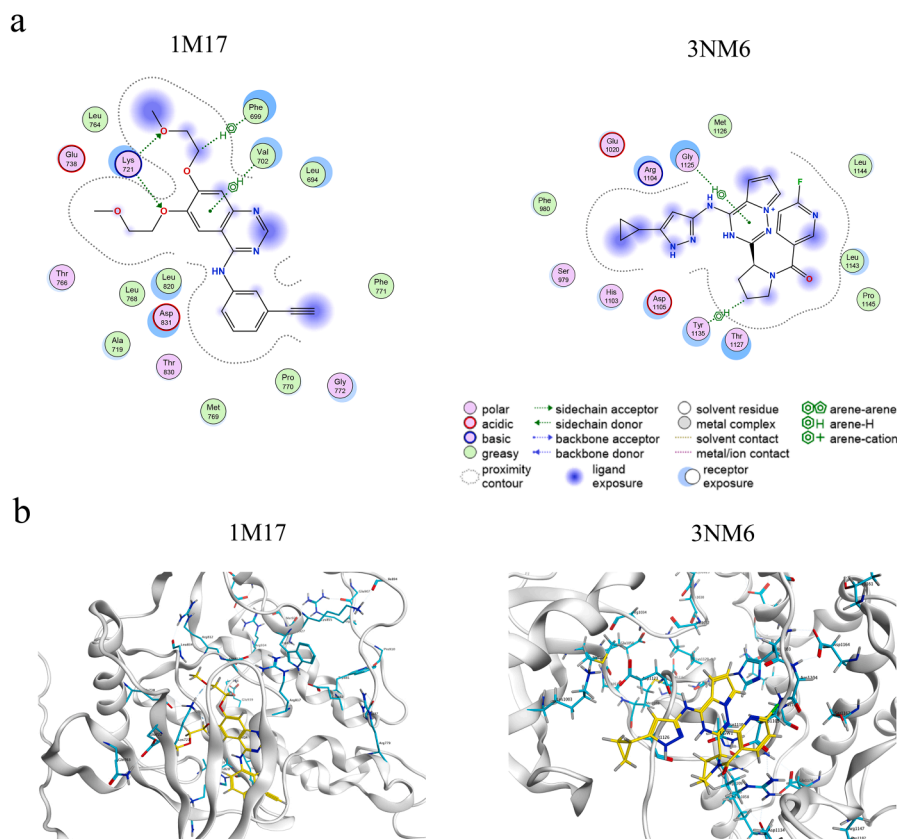 a
1M17
3NM6
Leu
764
Phe
699
Glu
738
Lys
721
Val
702
Leu
694
H
H
O
O
O
O
N
N
HN
Thr
766
Leu
768
Leu
820
Asp
831
Phe
771
Ala
719
Thr
830
Pro
770
Gly
772
Met
769
Met
1126
Glu
1020
Arg
1104
Gly
1125
Leu
1144
Phe
980
H
HN
N
N
H
HN
N+
N
F
N
N
O
Ser
979
His
1103
Asp
1105
Leu
1143
Pro
1145
H
Tyr
1135
Thr
1127
polar
acidic
basic
greasy
proximity
contour
sidechain acceptor
sidechain donor
backbone acceptor
backbone donor
ligand
exposure
solvent residue
metal complex
solvent contact
metal/ion contact
receptor
exposure
arene-arene
H arene-H
+ arene-cation
b
1M17
3NM6